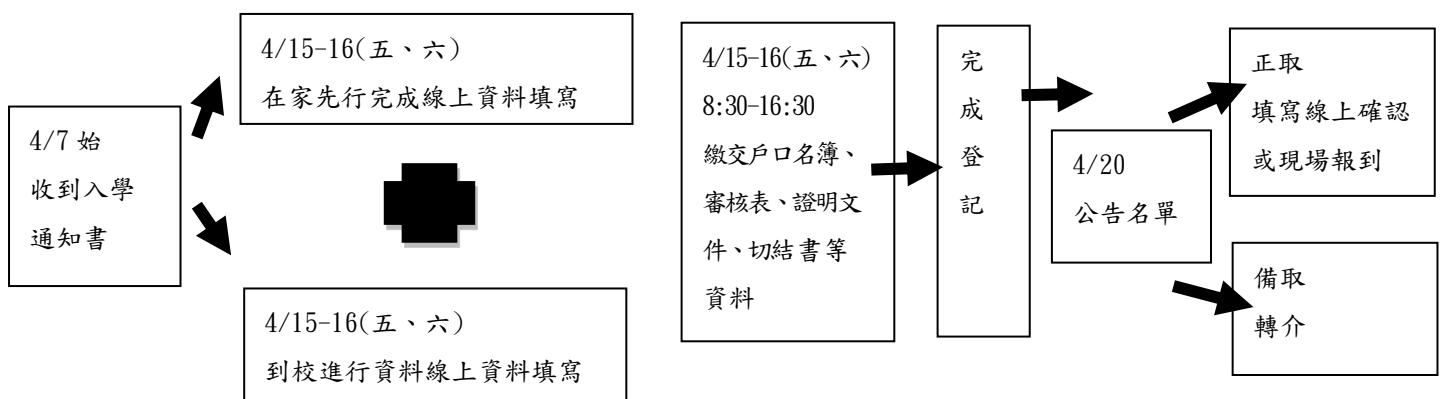 4/7 始
收到入學
通知書
4/15-16(五、六)
在家先行完成線上資料填寫
4/15-16(五、六)
到校進行資料線上資料填寫
4/15-16(五、六)
8:30-16:30
繳交戶口名簿、
審核表、證明文
件、切結書等
資料
完
成
登
記
4/20
公告名單
正取
填寫線上確認
或現場報到
備取
轉介